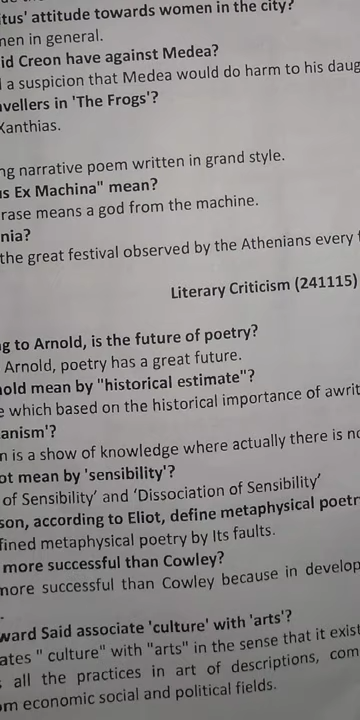 itus' attitude towards women in the city?
nen in general.
id Creon have against Medea?
l a suspicion that Medea would do harm to his daug
avellers in 'The Frogs'?
Xanthias.
ng narrative poem written in grand style.
us Ex Machina" mean?
rase means a god from the machine.
nia?
the great festival observed by the Athenians every
Literary Criticism (241115)
g to Arnold, is the future of poetry?
Arnold, poetry has a great future.
nold mean by "historical estimate"?
e which based on the historical importance of awrit
anism'?
n is a show of knowledge where actually there is no
ot mean by 'sensibility'?
of Sensibility' and 'Dissociation of Sensibility'
son, according to Eliot, define metaphysical poetr
fined metaphysical poetry by Its faults.
more successful than Cowley?
more successful than Cowley because in develop
ward Said associate 'culture' with 'arts'?
ates " culture" with "arts" in the sense that it exist
all the practices in art of descriptions, com
om economic social and political fields.